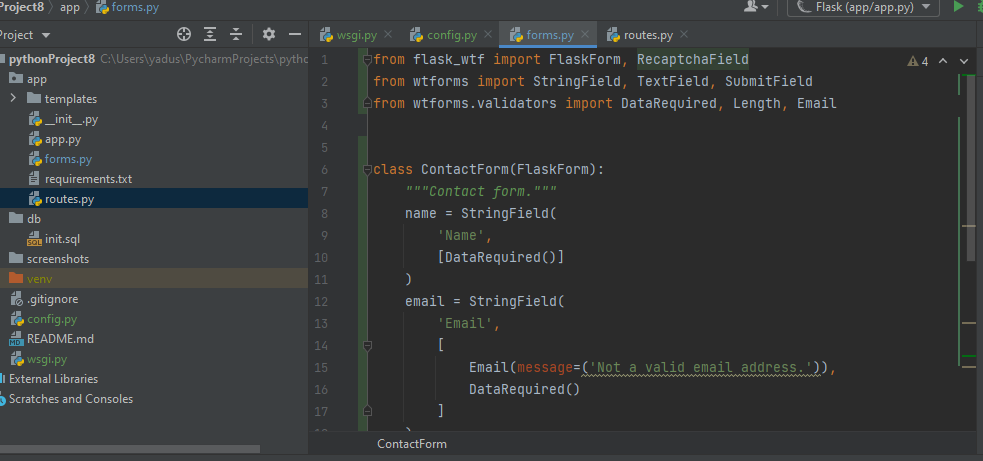 Project8 app forms.py
Flask (app/app.py)
Project
wsgi.py config.py forms.py routes.py
pythonProject8 C:\Users\yadus\PycharmProjects\pytho
app
templates
__init__.py
app.py
forms.py
requirements.txt
routes.py
db
init.sql
screenshots
venv
.gitignore
config.py
README.md
wsgi.py
External Libraries
Scratches and Consoles
4
1 from flask_wtf import FlaskForm, RecaptchaField
2 from wtforms import StringField, TextField, SubmitField
3 from wtforms.validators import DataRequired, Length, Email
4
5
6 class ContactForm(FlaskForm):
7 """Contact form."""
8 name = StringField(
9 'Name',
10 [DataRequired()]
11 )
12 email = StringField(
13 'Email',
14 [
15 Email(message=('Not a valid email address.')),
16 DataRequired()
17 ]
ContactForm